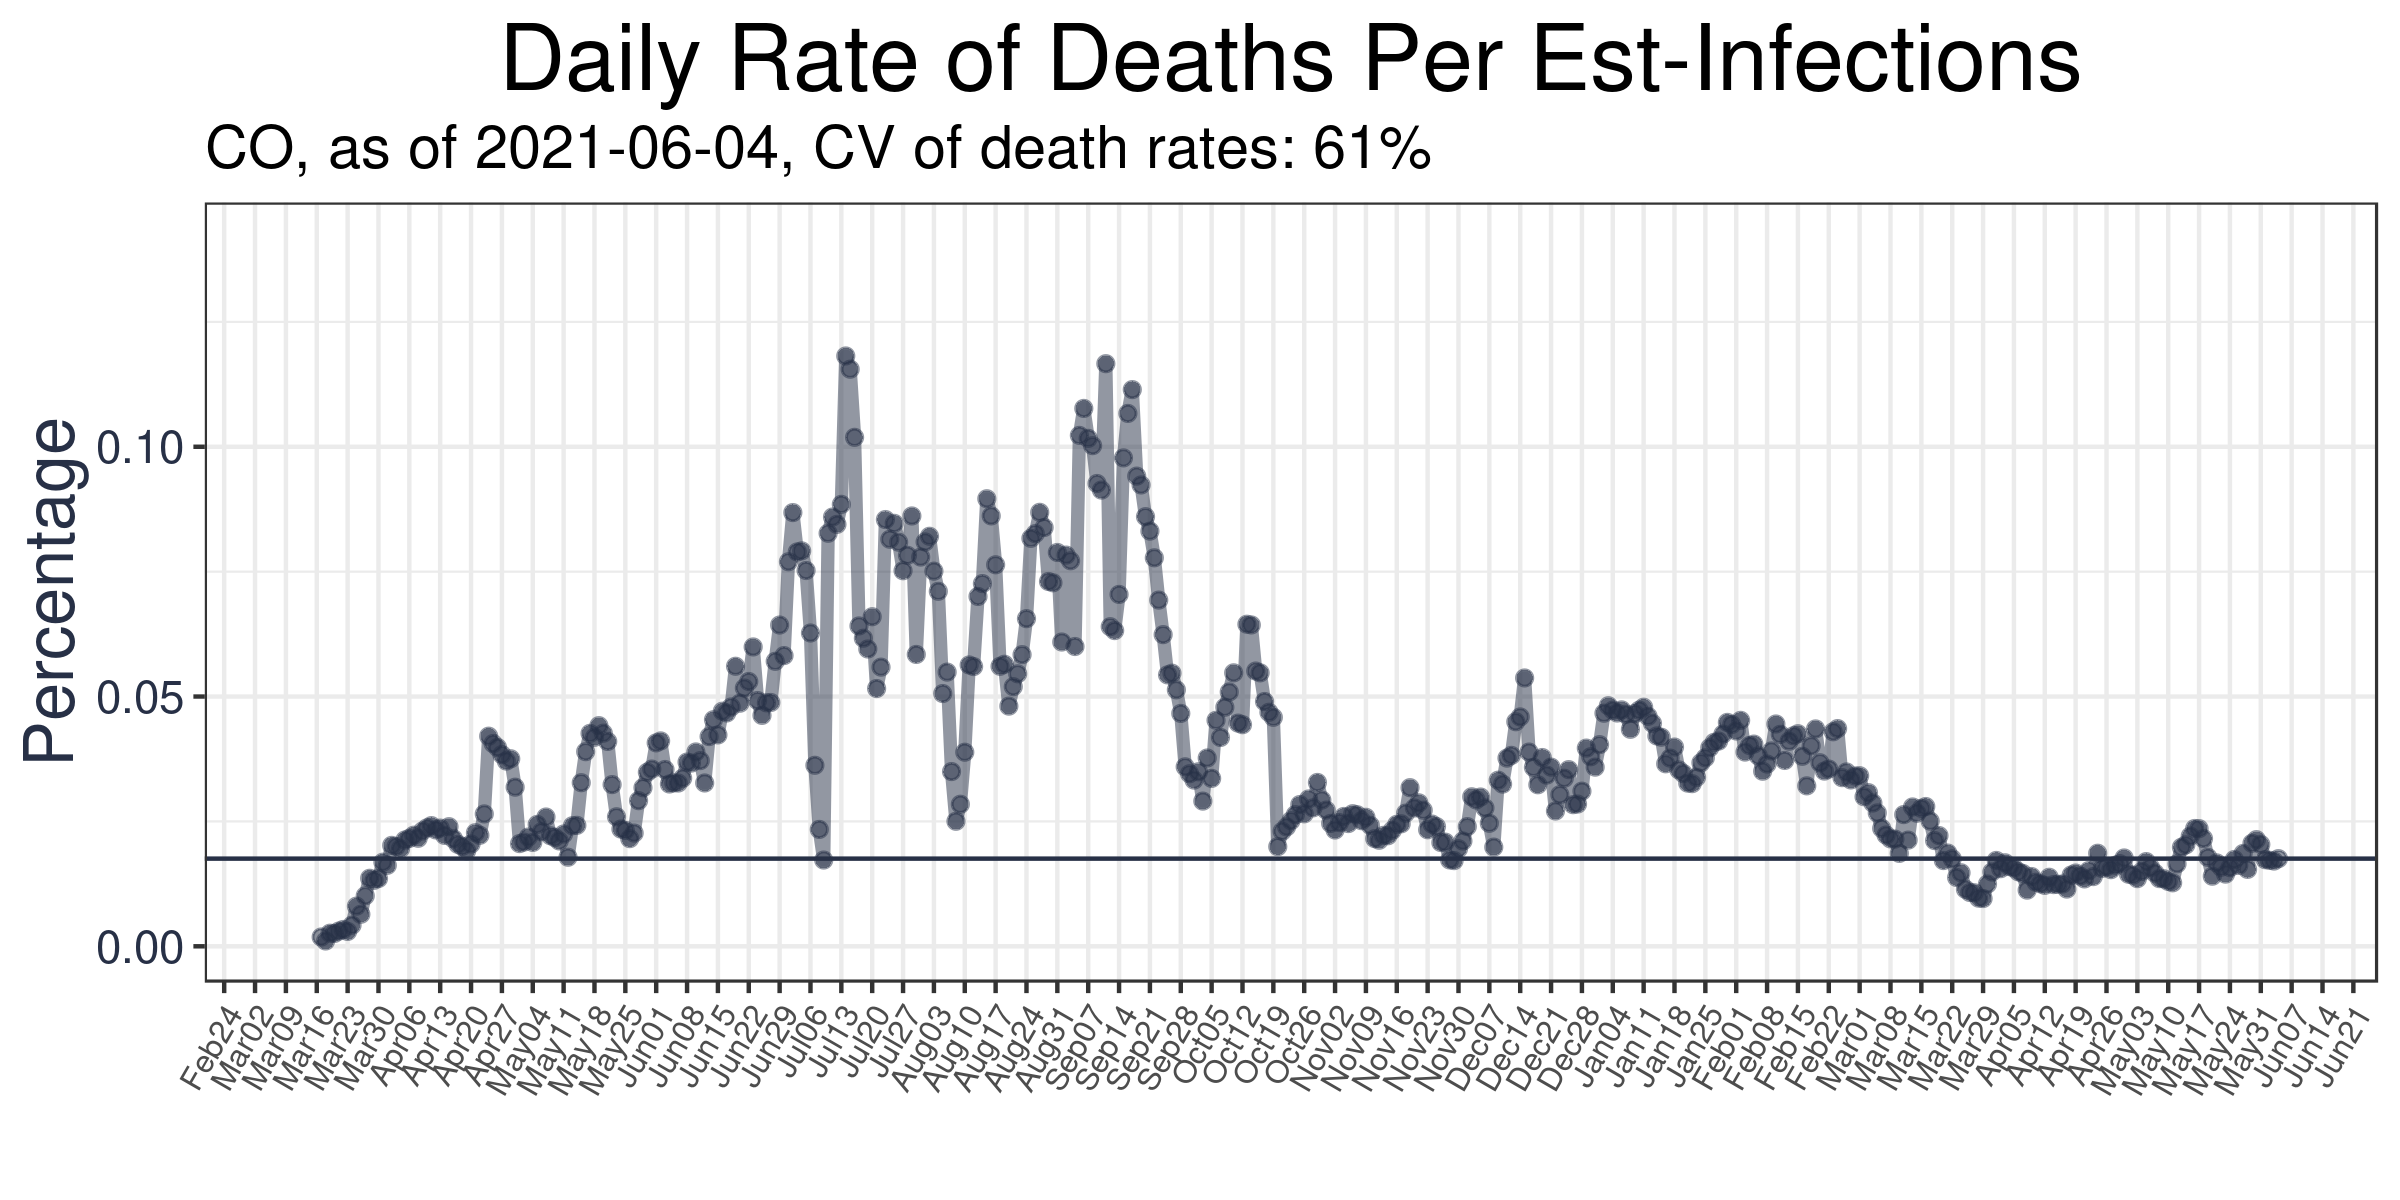 Daily Rate of Deaths Per Est-Infections
CO, as of 2021-06-04, CV of death rates: 61%
Percentage
0.10
0.05
0.00
Feb24
Mar02
Mar09
Mar16
Mar23
Mar30
Apr06
Apr13
Apr20
Apr27
May04
May11
May18
May25
Jun01
Jun08
Jun15
Jun22
Jun29
Jul06
Jul13
Jul20
Jul27
Aug03
Aug10
Aug17
Aug24
Aug31
Sep07
Sep14
Sep21
Sep28
Oct05
Oct12
Oct19
Oct26
Nov02
Nov09
Nov16
Nov23
Nov30
Dec07
Dec14
Dec21
Dec28
Jan04
Jan11
Jan18
Jan25
Feb01
Feb08
Feb15
Feb22
Mar01
Mar08
Mar15
Mar22
Mar29
Apr05
Apr12
Apr19
Apr26
May03
May10
May17
May24
May31
Jun07
Jun14
Jun21